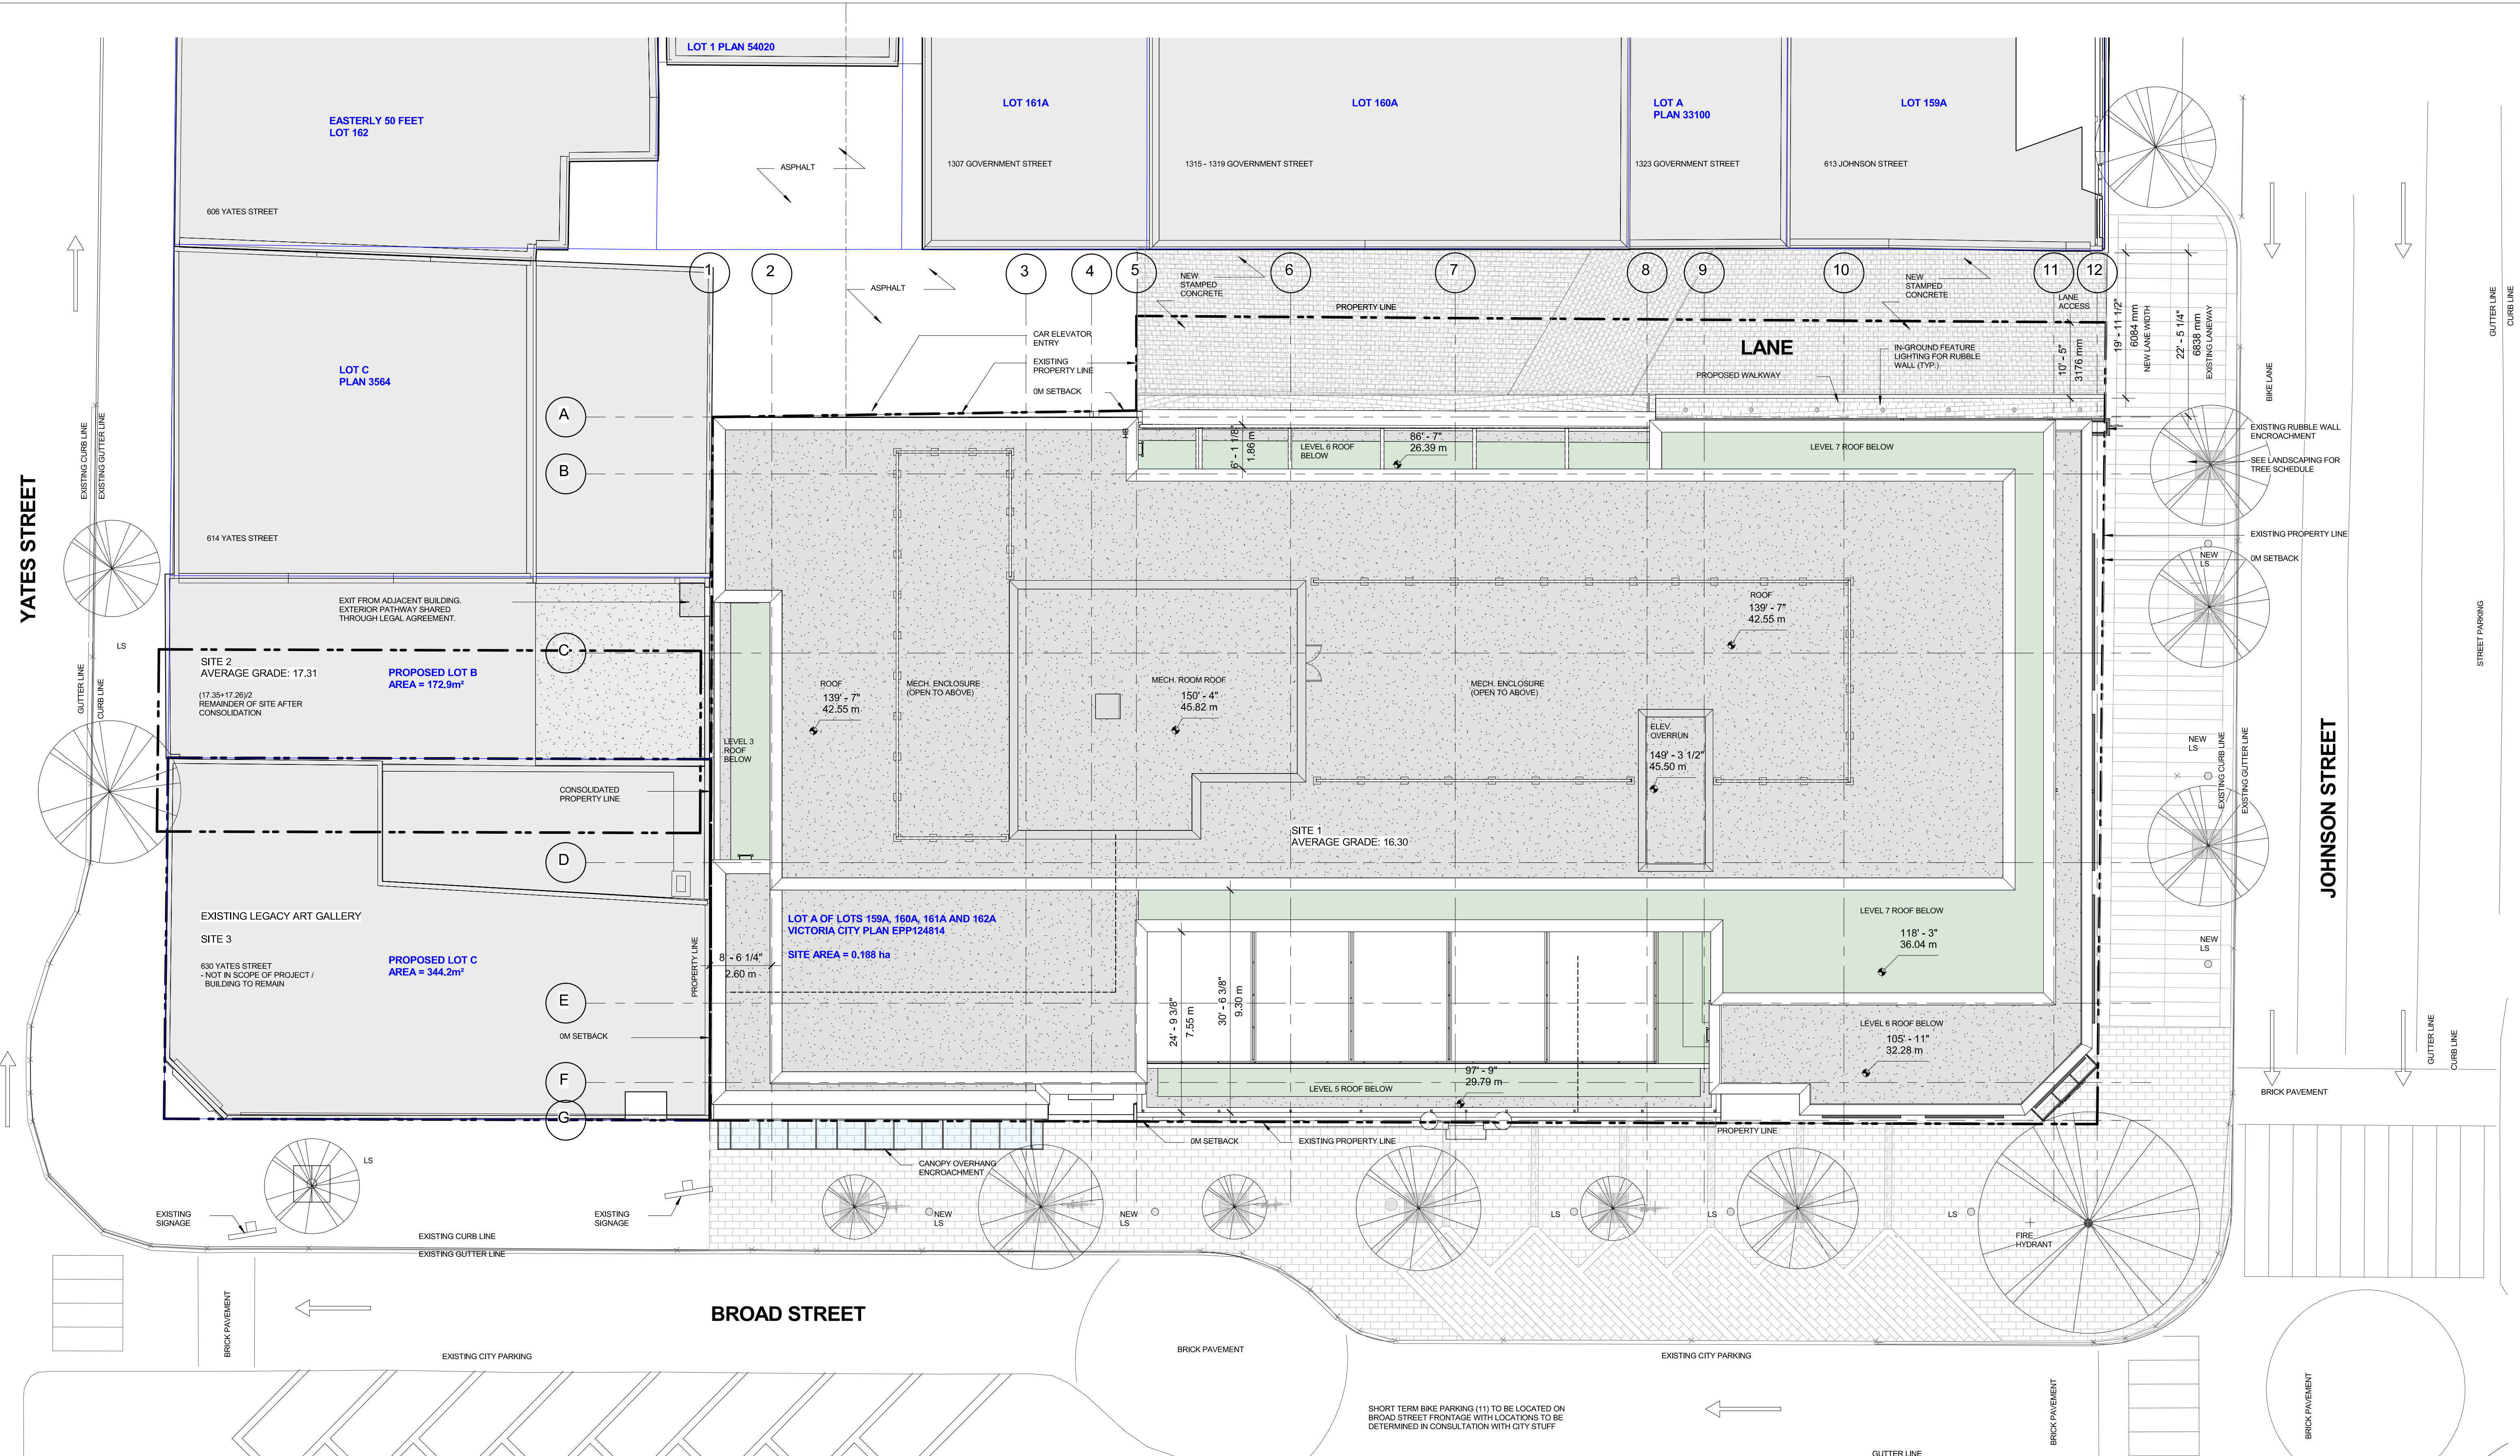 LOT 1 PLAN 54020
EASTERLY 50 FEET
LOT 162
606 YATES STREET
ASPHALT
LOT 161A
1307 GOVERNMENT STREET
LOT 160A
1315 - 1319 GOVERNMENT STREET
LOT A
PLAN 33100
1323 GOVERNMENT STREET
LOT 159A
613 JOHNSON STREET
1
2
3
4
5
6
7
8
9
10
11
12
ASPHALT
NEW
STAMPED
CONCRETE
PROPERTY LINE
NEW
STAMPED
CONCRETE
LANE
ACCESS
19' - 11 1/2"
6084 mm
NEW LANE WIDTH
22' - 5 1/4"
6838 mm
EXISTING LANEWAY
10' - 5"
3176 mm
GUTTER LINE
CURB LINE
BIKE LANE
CAR ELEVATOR
ENTRY
EXISTING
PROPERTY LINE
0M SETBACK
LANE
IN-GROUND FEATURE
LIGHTING FOR RUBBLE
WALL (TYP.)
PROPOSED WALKWAY
LOT C
PLAN 3564
614 YATES STREET
A
B
C
D
E
F
G
YATES STREET
EXISTING CURB LINE
EXISTING GUTTER LINE
HB
6' - 1 1/8"
1.86 m
LEVEL 6 ROOF
BELOW
86' - 7"
26.39 m
LEVEL 7 ROOF BELOW
EXISTING RUBBLE WALL
ENCROACHMENT
SEE LANDSCAPING FOR
TREE SCHEDULE
EXISTING PROPERTY LINE
0M SETBACK
NEW
LS
EXIT FROM ADJACENT BUILDING.
EXTERIOR PATHWAY SHARED
THROUGH LEGAL AGREEMENT.
LS
GUTTER LINE
CURB LINE
SITE 2
AVERAGE GRADE: 17.31
(17.35+17.26)/2
REMAINDER OF SITE AFTER
CONSOLIDATION
PROPOSED LOT B
AREA = 172.9m²
LEVEL 3
ROOF
BELOW
ROOF
139' - 7"
42.55 m
MECH. ENCLOSURE
(OPEN TO ABOVE)
MECH. ROOM ROOF
150' - 4"
45.82 m
MECH. ENCLOSURE
(OPEN TO ABOVE)
ROOF
139' - 7"
42.55 m
ELEV.
OVERRUN
149' - 3 1/2"
45.50 m
STREET PARKING
NEW
LS
EXISTING CURB LINE
EXISTING GUTTER LINE
JOHNSON STREET
CONSOLIDATED
PROPERTY LINE
SITE 1
AVERAGE GRADE: 16.30
EXISTING LEGACY ART GALLERY
SITE 3
630 YATES STREET
- NOT IN SCOPE OF PROJECT /
BUILDING TO REMAIN
PROPOSED LOT C
AREA = 344.2m²
PROPERTY LINE
0M SETBACK
8' - 6 1/4"
2.60 m
LOT A OF LOTS 159A, 160A, 161A AND 162A
VICTORIA CITY PLAN EPP124814
SITE AREA = 0.188 ha
24' - 9 3/8"
7.55 m
30' - 6 3/8"
9.30 m
LEVEL 7 ROOF BELOW
118' - 3"
36.04 m
LEVEL 6 ROOF BELOW
105' - 11"
32.28 m
LEVEL 5 ROOF BELOW
97' - 9"
29.79 m
NEW
LS
GUTTER LINE
CURB LINE
BRICK PAVEMENT
0M SETBACK
EXISTING PROPERTY LINE
PROPERTY LINE
CANOPY OVERHANG
ENCROACHMENT
LS
EXISTING
SIGNAGE
EXISTING
SIGNAGE
NEW
LS
NEW
LS
LS
LS
LS
FIRE
HYDRANT
EXISTING CURB LINE
EXISTING GUTTER LINE
BRICK PAVEMENT
BROAD STREET
EXISTING CITY PARKING
BRICK PAVEMENT
EXISTING CITY PARKING
SHORT TERM BIKE PARKING (11) TO BE LOCATED ON
BROAD STREET FRONTAGE WITH LOCATIONS TO BE
DETERMINED IN CONSULTATION WITH CITY STUFF
BRICK PAVEMENT
BRICK PAVEMENT
GUTTER LINE